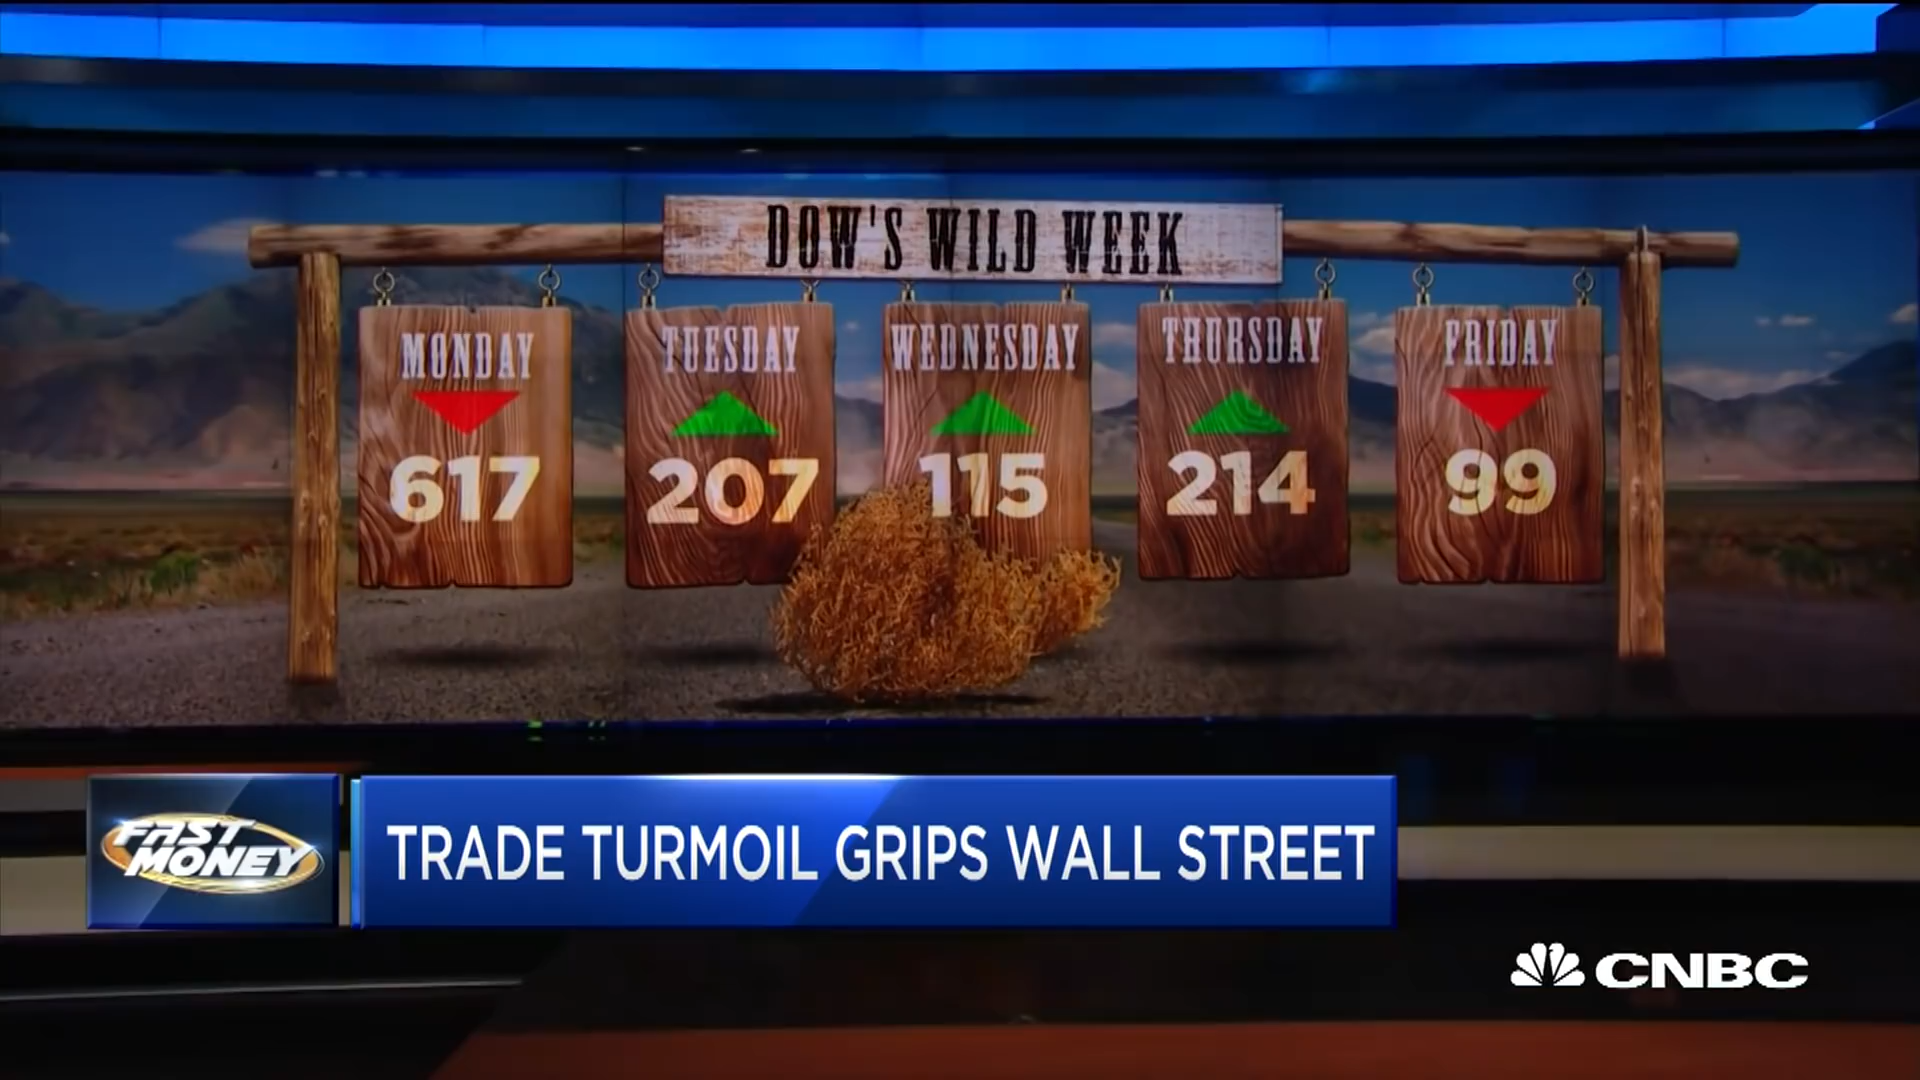 DOW'S WILD WEEK
MONDAY
617
TUESDAY
207
WEDNESDAY
115
THURSDAY
214
FRIDAY
99
FAST MONEY
TRADE TURMOIL GRIPS WALL STREET
CNBC